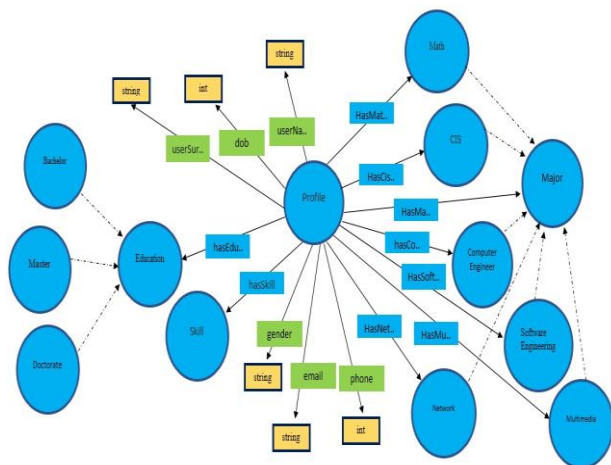 string
Math
int
string
HasMat..
userNa..
dob
userSur..
CIS
Bachelor
HasCis..
Profile
Major
HasMa..
hasEdu..
hasCo..
Computer
Engineer
Master
Education
hasSkill
HasSoft..
Skill
gender
HasNet..
HasMu..
Software
Engineering
Doctorate
string
email
phone
Network
Multimedia
string
int